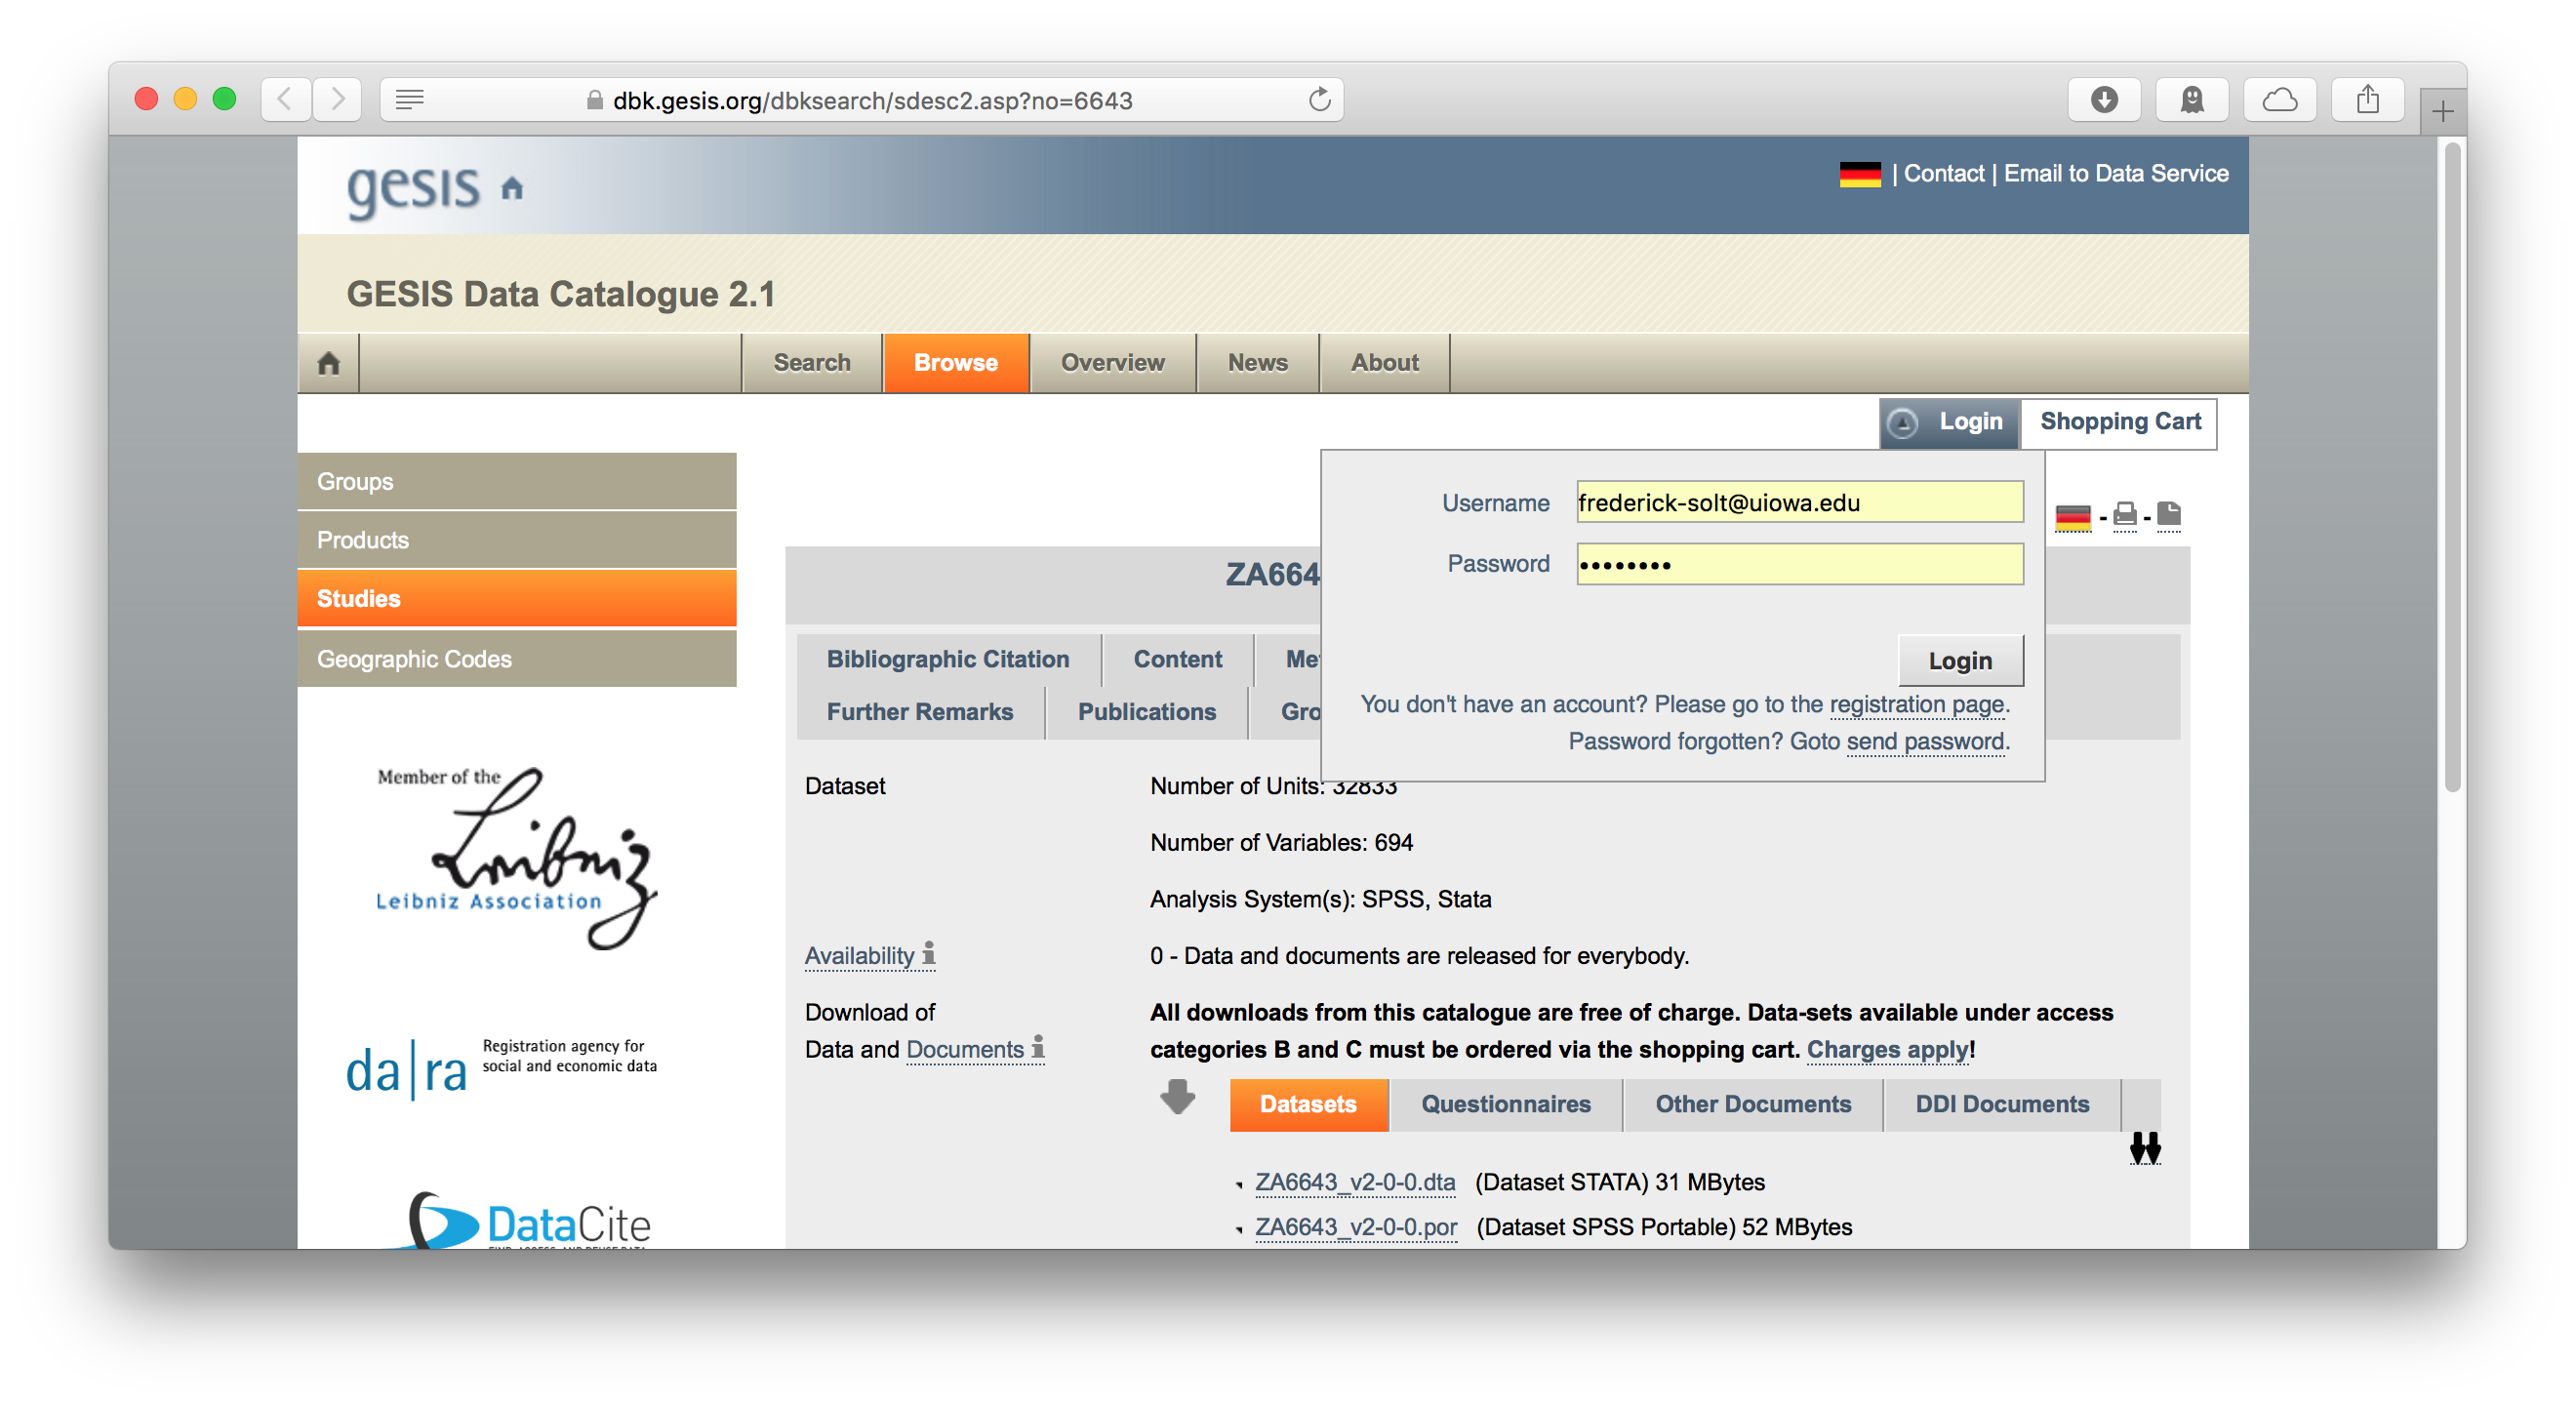 dbk.gesis.org/dbksearch/sdesc2.asp?no=6643
gesis
| Contact | Email to Data Service
GESIS Data Catalogue 2.1
Search Browse Overview News About
Login Shopping Cart
Groups
Products
Studies
Geographic Codes
Username frederick-solt@uiowa.edu
Password ••••••••
Login
You don't have an account? Please go to the registration page.
Password forgotten? Goto send password.
- -
ZA664
Bibliographic Citation Content Me
Further Remarks Publications Gro
Member of the
Leibniz
Leibniz Association
da|ra Registration agency for
social and economic data
DataCite
Dataset Number of Units: 32833
Number of Variables: 694
Analysis System(s): SPSS, Stata
Availability 0 - Data and documents are released for everybody.
Download of
Data and Documents
All downloads from this catalogue are free of charge. Data-sets available under access
categories B and C must be ordered via the shopping cart. Charges apply!
Datasets Questionnaires Other Documents DDI Documents
ZA6643_v2-0-0.dta (Dataset STATA) 31 MBytes
ZA6643_v2-0-0.por (Dataset SPSS Portable) 52 MBytes